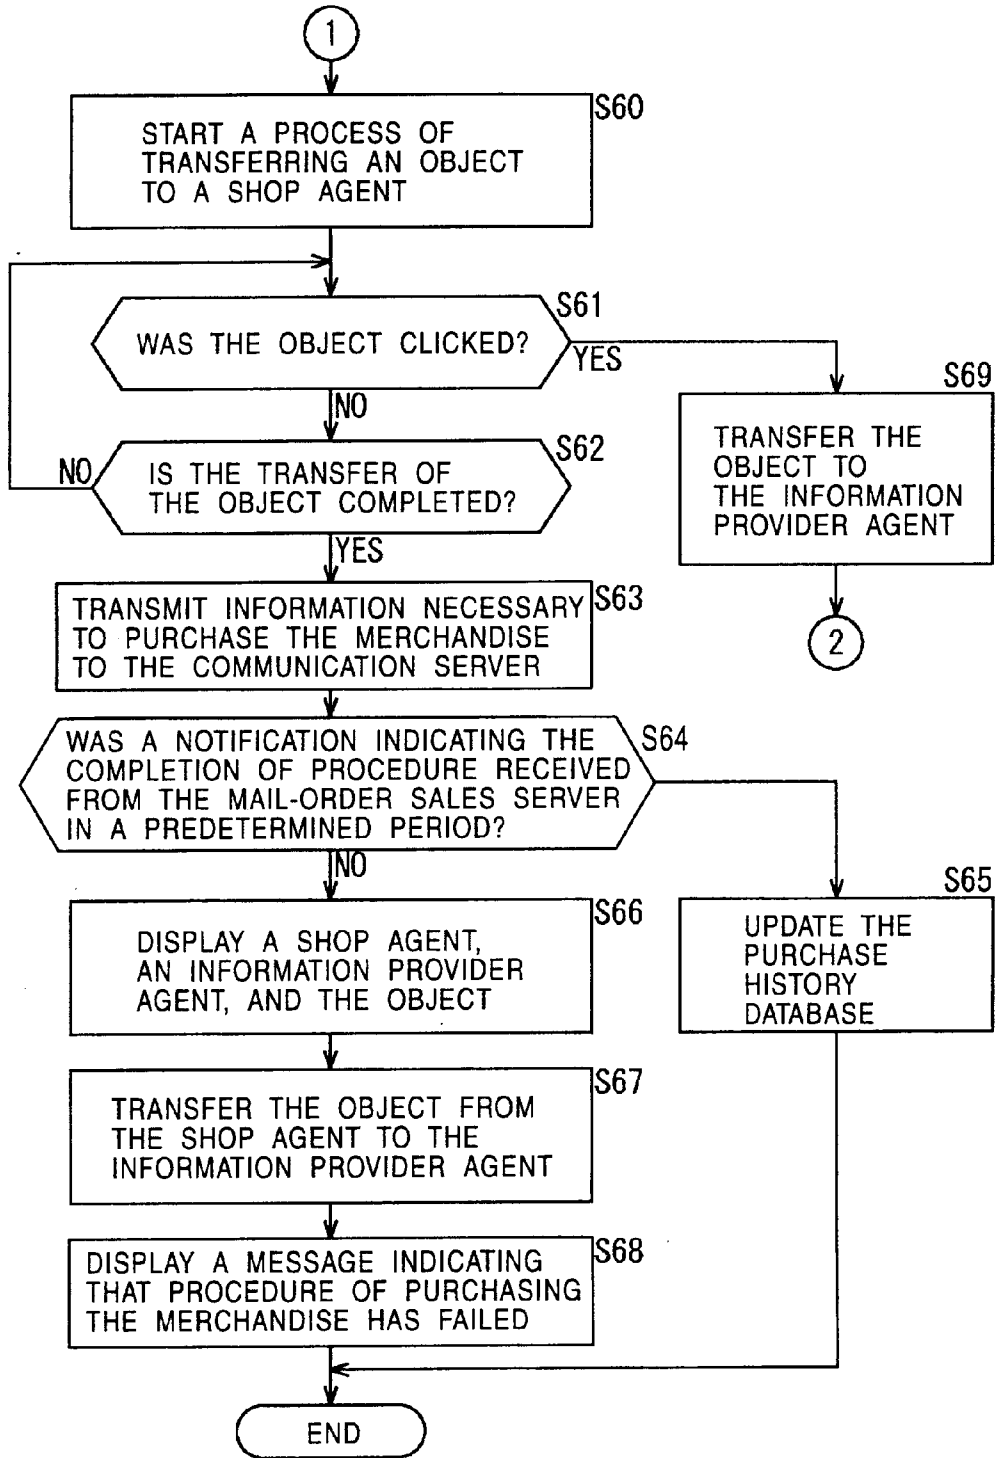 1
S60
START A PROCESS OF
TRANSFERRING AN OBJECT
TO A SHOP AGENT
S61
WAS THE OBJECT CLICKED?
YES
NO
S69
TRANSFER THE
OBJECT TO
THE INFORMATION
PROVIDER AGENT
2
S62
NO
IS THE TRANSFER OF
THE OBJECT COMPLETED?
YES
S63
TRANSMIT INFORMATION NECESSARY
TO PURCHASE THE MERCHANDISE
TO THE COMMUNICATION SERVER
S64
WAS A NOTIFICATION INDICATING THE
COMPLETION OF PROCEDURE RECEIVED
FROM THE MAIL-ORDER SALES SERVER
IN A PREDETERMINED PERIOD?
NO
S65
UPDATE THE
PURCHASE
HISTORY
DATABASE
S66
DISPLAY A SHOP AGENT,
AN INFORMATION PROVIDER
AGENT, AND THE OBJECT
S67
TRANSFER THE OBJECT FROM
THE SHOP AGENT TO THE
INFORMATION PROVIDER AGENT
S68
DISPLAY A MESSAGE INDICATING
THAT PROCEDURE OF PURCHASING
THE MERCHANDISE HAS FAILED
END